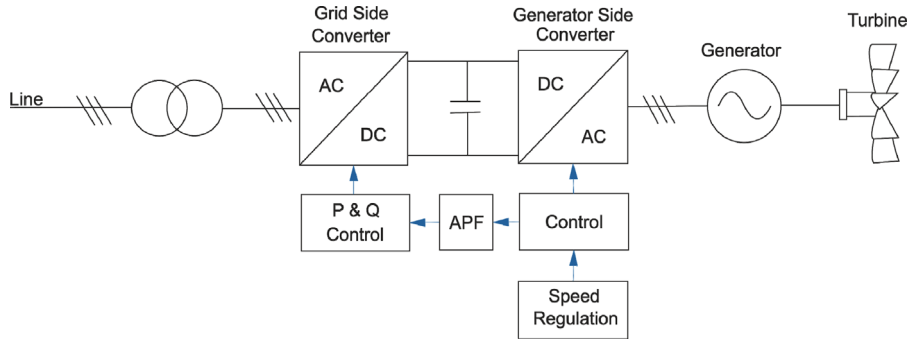 Grid Side
Converter
Generator Side
Converter
Generator
Turbine
Line
AC
DC
DC
AC
P & Q
Control
APF
Control
Speed
Regulation